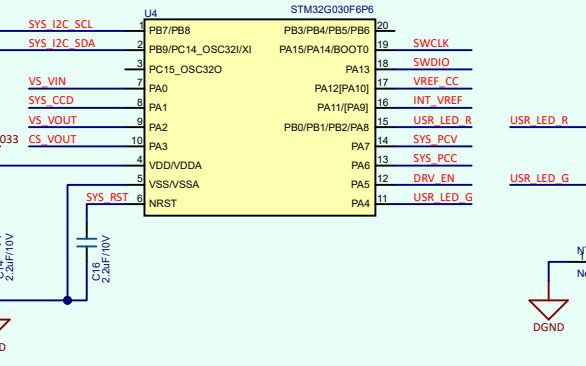 U4 STM32G030F6P6
SYS_I2C_SCL 1 PB7/PB8 PB3/PB4/PB5/PB6 20
SYS_I2C_SDA 2 PB9/PC14_OSC32I/XI PA15/PA14/BOOT0 19 SWCLK
3 PC15_OSC32O PA13 18 SWDIO
VS_VIN 7 PA0 PA12[PA10] 17 VREF_CC
SYS_CCD 8 PA1 PA11/[PA9] 16 INT_VREF
VS_VOUT 9 PA2 PB0/PB1/PB2/PA8 15 USR_LED_R USR_LED_R
033 CS_VOUT 10 PA3 PA7 14 SYS_PCV
4 VDD/VDDA PA6 13 SYS_PCC
5 VSS/VSSA PA5 12 DRV_EN USR_LED_G
SYS_RST 6 NRST PA4 11 USR_LED_G
2.2uF/10V
C16
2.2uF/10V
DGND